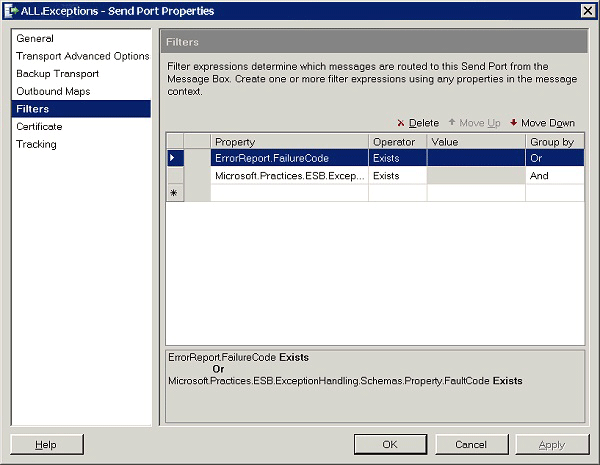 ALL.Exceptions - Send Port Properties
General
Transport Advanced Options
Backup Transport
Outbound Maps
Filters
Certificate
Tracking
Filters
Filter expressions determine which messages are routed to this Send Port from the
Message Box. Create one or more filter expressions using any properties in the message
context.
Delete Move Up Move Down
Property Operator Value Group by
ErrorReport.FailureCode Exists Or
Microsoft.Practices.ESB.Excep... Exists And
ErrorReport.FailureCode Exists
Or
Microsoft.Practices.ESB.ExceptionHandling.Schemas.Property.FaultCode Exists
Help OK Cancel Apply